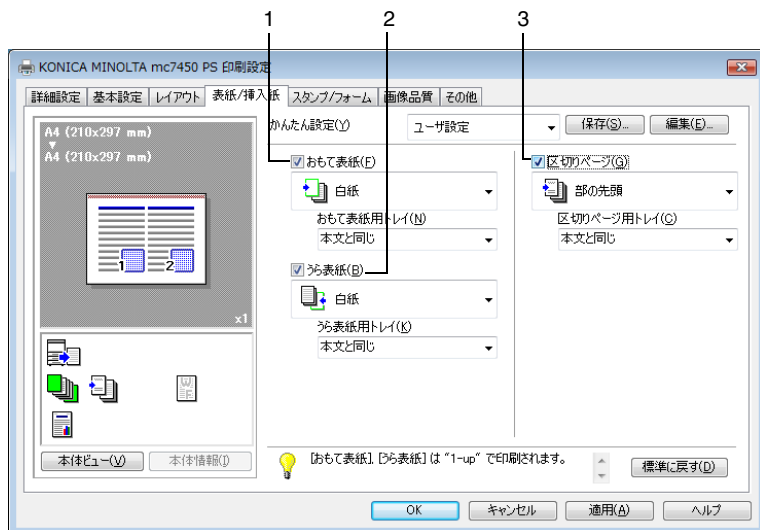 1 2 3
KONICA MINOLTA mc7450 PS 印刷設定
詳細設定 基本設定 レイアウト 表紙/挿入紙 スタンプ/フォーム 画像品質 その他
A4 (210x297 mm)
A4 (210x297 mm)
1 2
x1
本体ビュー(V) 本体情報(I)
かんたん設定(Y) ユーザ設定 保存(S)... 編集(E)...
おもて表紙(F)
白紙
おもて表紙用トレイ(N)
本文と同じ
うら表紙(B)
白紙
うら表紙用トレイ(K)
本文と同じ
区切りページ(G)
部の先頭
区切りページ用トレイ(C)
本文と同じ
[おもて表紙], [うら表紙] は "1-up" で印刷されます。
標準に戻す(D)
OK キャンセル 適用(A) ヘルプ